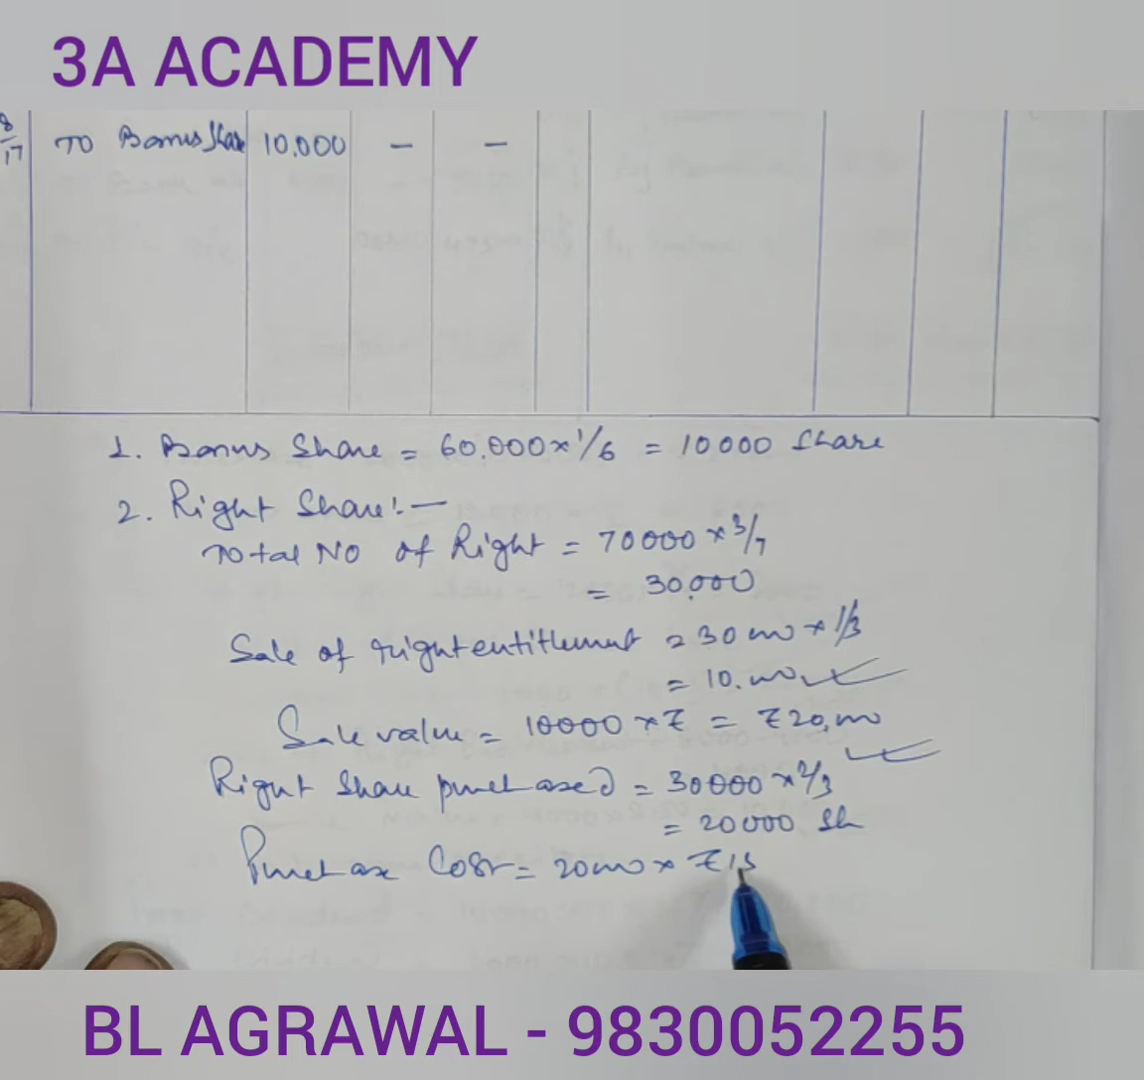 3A ACADEMY
8/17 TO Bonus Share 10,000 - -
1. Bonus Share = 60,000 × 1/6 = 10000 Share
2. Right Share :-
Total NO of Right = 70000 × 3/7
= 30,000
Sale of right entitlement = 30000 × 1/3
= 10,000
Sale value = 10000 × ₹ = ₹20,000
Right Share purchased = 30000 × 2/3
= 20000 Sh
Purchase Cost = 20000 × ₹15
BL AGRAWAL - 9830052255